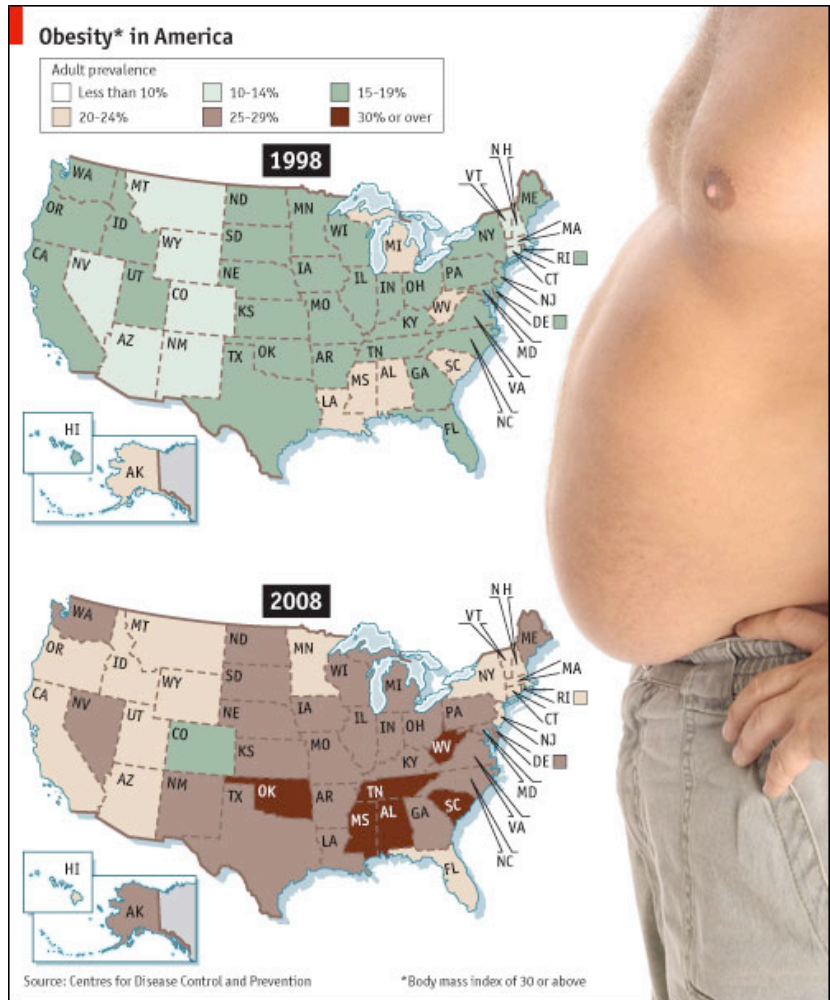 Obesity* in America
Adult prevalence
Less than 10% 10-14% 15-19%
20-24% 25-29% 30% or over
1998
NH
VT
WA MT ND MN ME
OR ID SD WI MI NY MA
WY RI
CA NV UT NE IA IL IN OH PA CT
CO NJ
KS MO KY WV DE
AZ NM OK AR TN MD
TX MS AL GA SC VA
LA NC
FL
HI
AK
2008
NH
VT
WA MT ND MN ME
OR ID SD WI MI NY MA
WY RI
CA NV UT NE IA IL IN OH PA CT
CO NJ
KS MO KY WV DE
AZ NM OK AR TN MD
TX MS AL GA SC VA
LA NC
FL
HI
AK
Source: Centres for Disease Control and Prevention *Body mass index of 30 or above